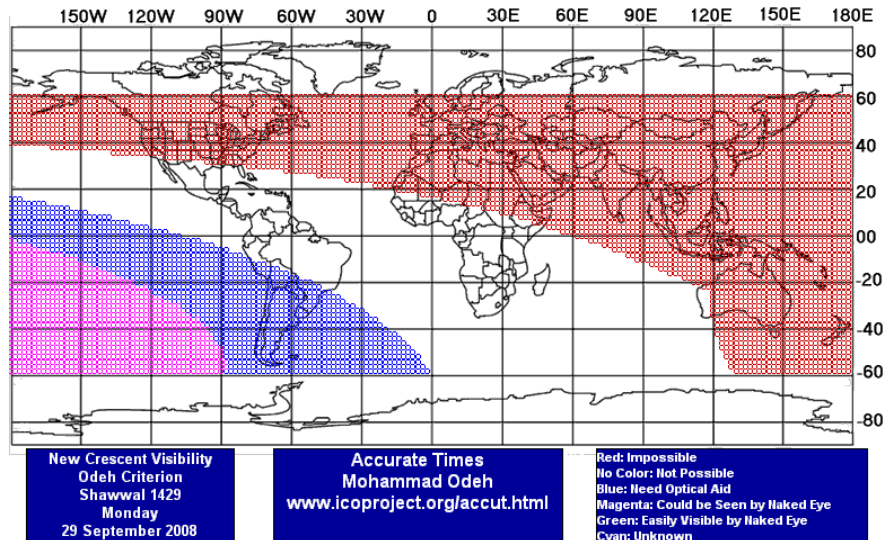 150W 120W 90W 60W 30W 0 30E 60E 90E 120E 150E 180E
80
60
40
20
00
-20
-40
-60
-80
New Crescent Visibility
Odeh Criterion
Shawwal 1429
Monday
29 September 2008
Accurate Times
Mohammad Odeh
www.icoproject.org/accut.html
Red: Impossible
No Color: Not Possible
Blue: Need Optical Aid
Magenta: Could be Seen by Naked Eye
Green: Easily Visible by Naked Eye
Cyan: Unknown